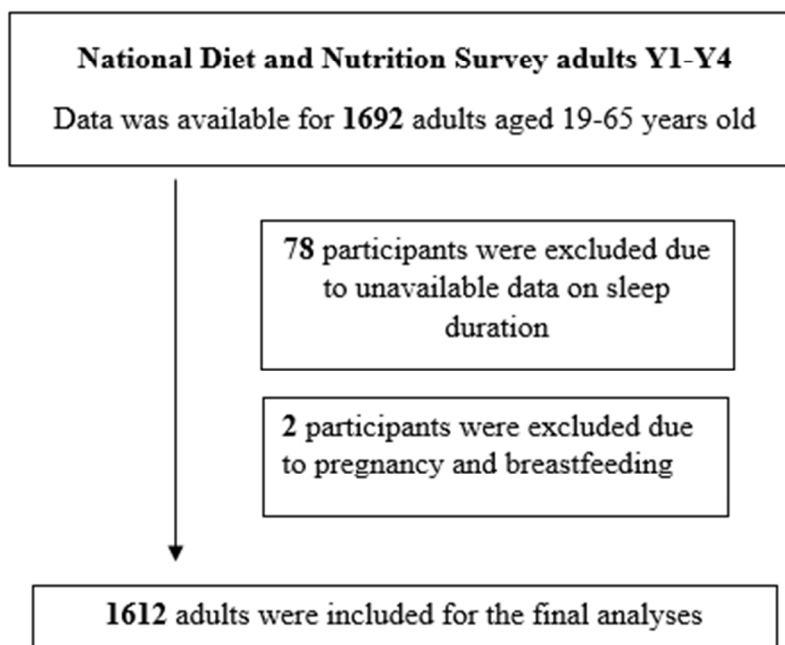 National Diet and Nutrition Survey adults Y1-Y4
Data was available for 1692 adults aged 19-65 years old
78 participants were excluded due
to unavailable data on sleep
duration
2 participants were excluded due
to pregnancy and breastfeeding
1612 adults were included for the final analyses